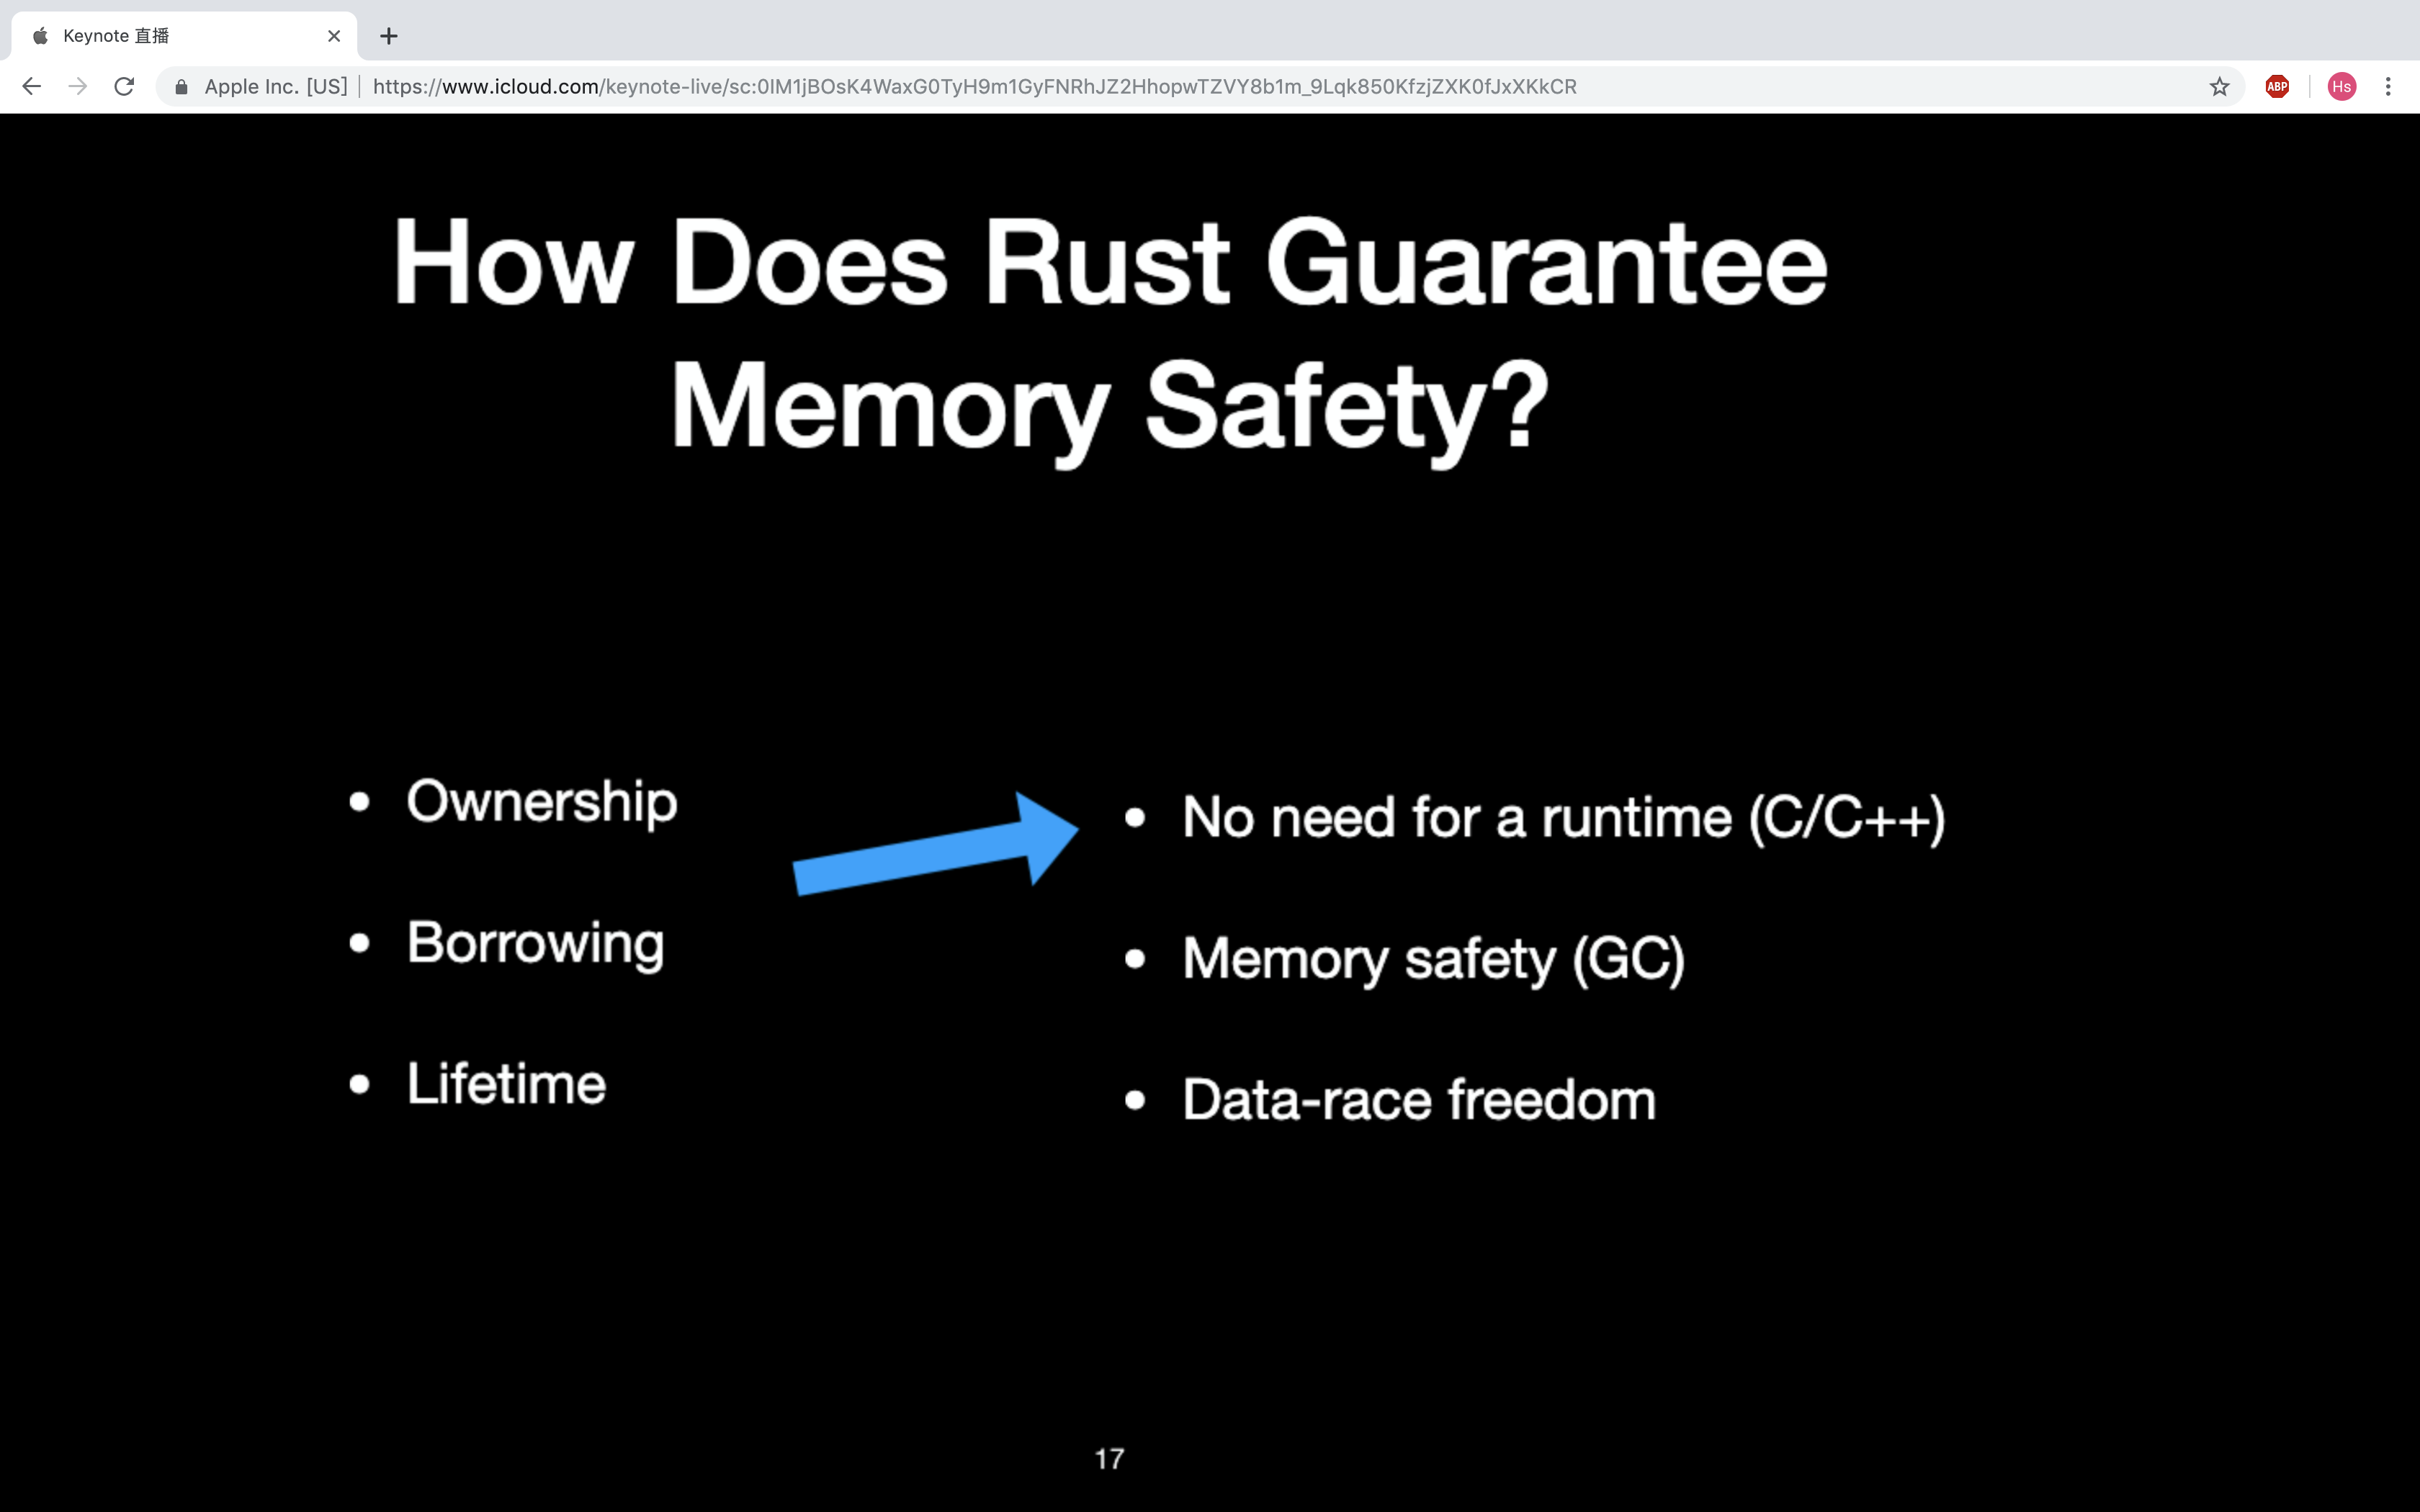 Keynote 直播
Apple Inc. [US] https://www.icloud.com/keynote-live/sc:0IM1jBOsK4WaxG0TyH9m1GyFNRhJZ2HhopwTZVY8b1m_9Lqk850KfzjZXK0fJxXKkCR
ABP
Hs
How Does Rust Guarantee
Memory Safety?
• Ownership
• Borrowing
• Lifetime
• No need for a runtime (C/C++)
• Memory safety (GC)
• Data-race freedom
17